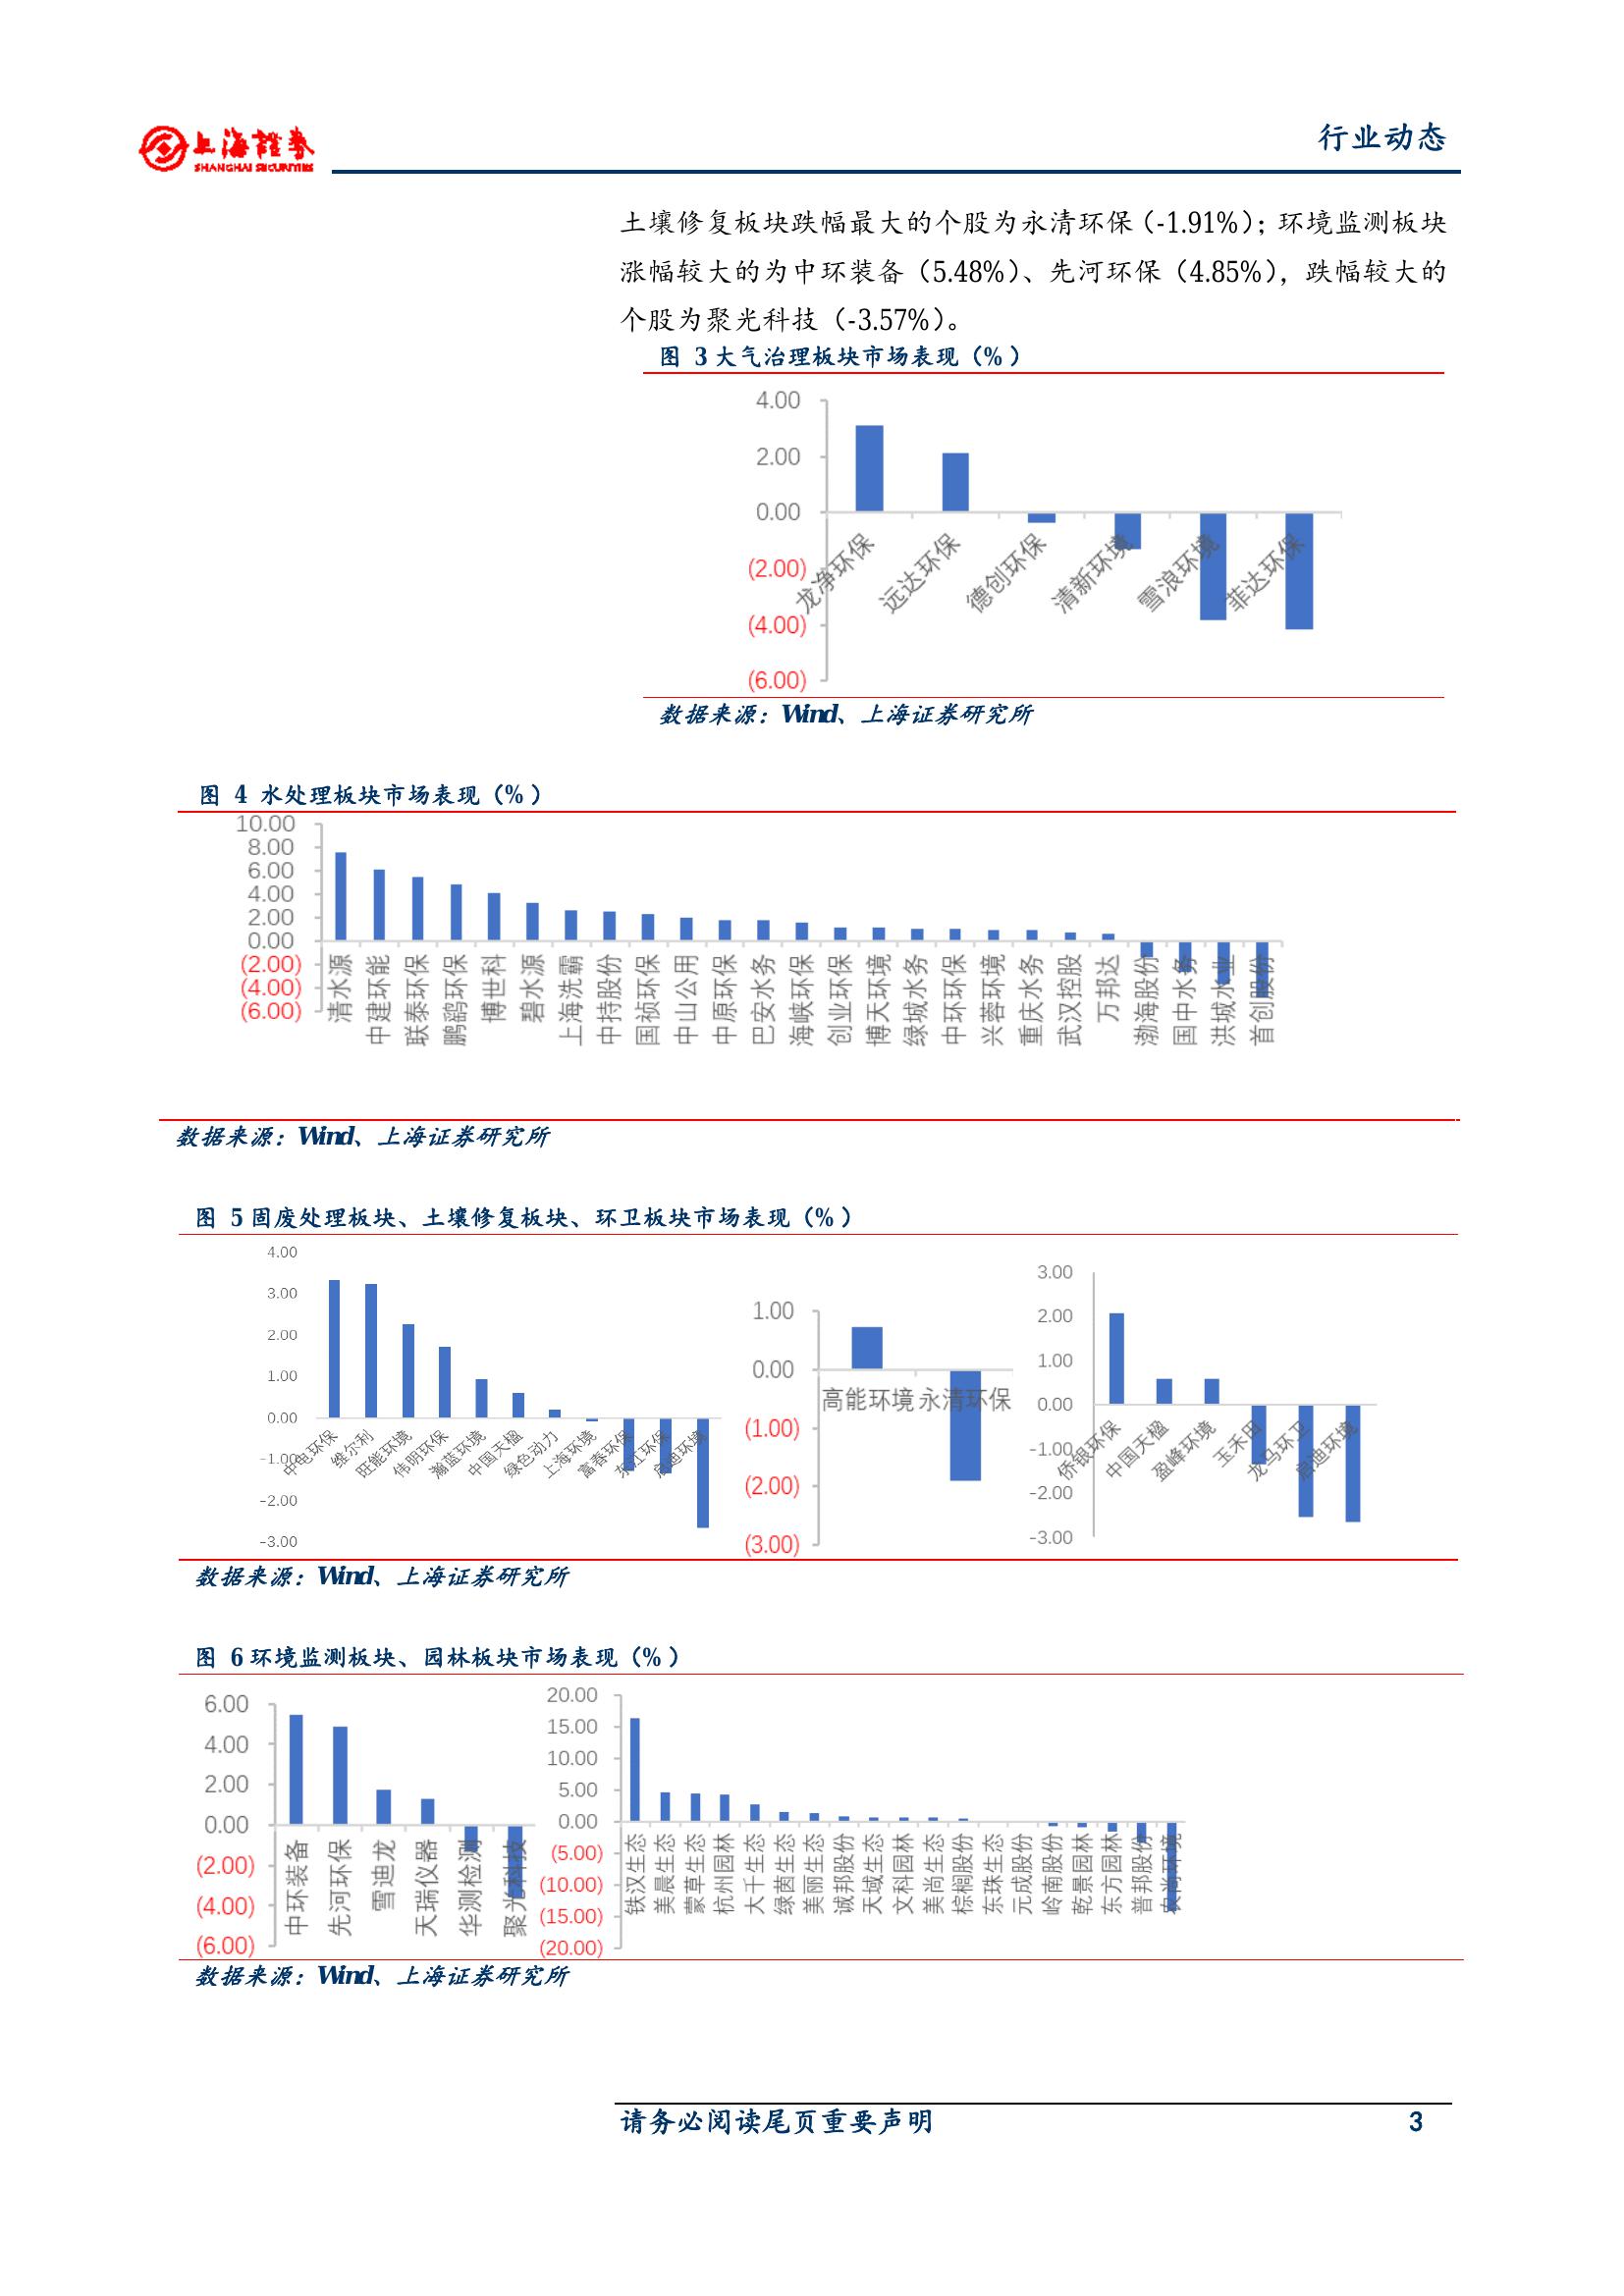 上海證券
SHANGHAI SECURITIES
行业动态
土壤修复板块跌幅最大的个股为永清环保（-1.91%）；环境监测板块
涨幅较大的为中环装备（5.48%）、先河环保（4.85%），跌幅较大的
个股为聚光科技（-3.57%）。
图 3 大气治理板块市场表现（%）
4.00
2.00
0.00
(2.00)
(4.00)
(6.00)
龙净环保
远达环保
德创环保
清新环境
雪浪环境
菲达环保
数据来源：Wind、上海证券研究所
图 4 水处理板块市场表现（%）
10.00
8.00
6.00
4.00
2.00
0.00
(2.00)
(4.00)
(6.00)
清水源
中建环能
联泰环保
鹏鹞环保
博世科
碧水源
上海洗霸
中持股份
国祯环保
中山公用
中原环保
巴安水务
海峡环保
创业环保
博天环境
绿城水务
中环环保
兴蓉环境
重庆水务
武汉控股
万邦达
渤海股份
国中水务
洪城水业
首创股份
数据来源：Wind、上海证券研究所
图 5 固废处理板块、土壤修复板块、环卫板块市场表现（%）
4.00
3.00
2.00
1.00
0.00
-1.00
-2.00
-3.00
中电环保
维尔利
旺能环境
伟明环保
瀚蓝环境
中国天楹
绿色动力
上海环境
富春环保
东江环保
启迪环境
1.00
0.00
(1.00)
(2.00)
(3.00)
高能环境
永清环保
3.00
2.00
1.00
0.00
-1.00
-2.00
-3.00
侨银环保
中国天楹
盈峰环境
玉禾田
龙马环卫
启迪环境
数据来源：Wind、上海证券研究所
图 6 环境监测板块、园林板块市场表现（%）
6.00
4.00
2.00
0.00
(2.00)
(4.00)
(6.00)
中环装备
先河环保
雪迪龙
天瑞仪器
华测检测
聚光科技
20.00
15.00
10.00
5.00
0.00
(5.00)
(10.00)
(15.00)
(20.00)
铁汉生态
美晨生态
蒙草生态
杭州园林
大千生态
绿茵生态
美丽生态
诚邦股份
天域生态
文科园林
美尚生态
棕榈股份
东珠生态
元成股份
岭南股份
乾景园林
东方园林
普邦股份
农尚环境
数据来源：Wind、上海证券研究所
请务必阅读尾页重要声明
3